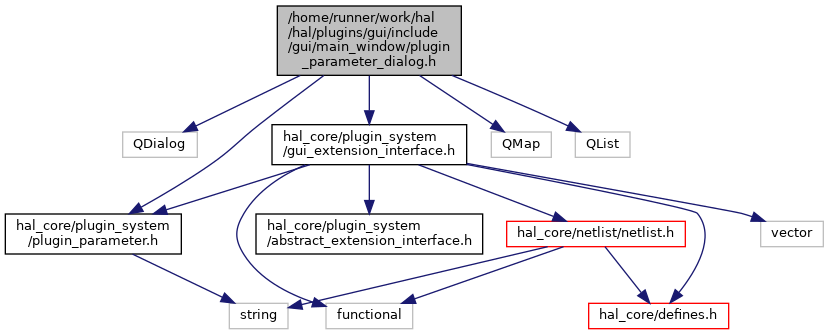 /home/runner/work/hal
/hal/plugins/gui/include
/gui/main_window/plugin
_parameter_dialog.h
QDialog
hal_core/plugin_system
/gui_extension_interface.h
QMap
QList
hal_core/plugin_system
/plugin_parameter.h
hal_core/plugin_system
/abstract_extension_interface.h
hal_core/netlist/netlist.h
vector
string
functional
hal_core/defines.h